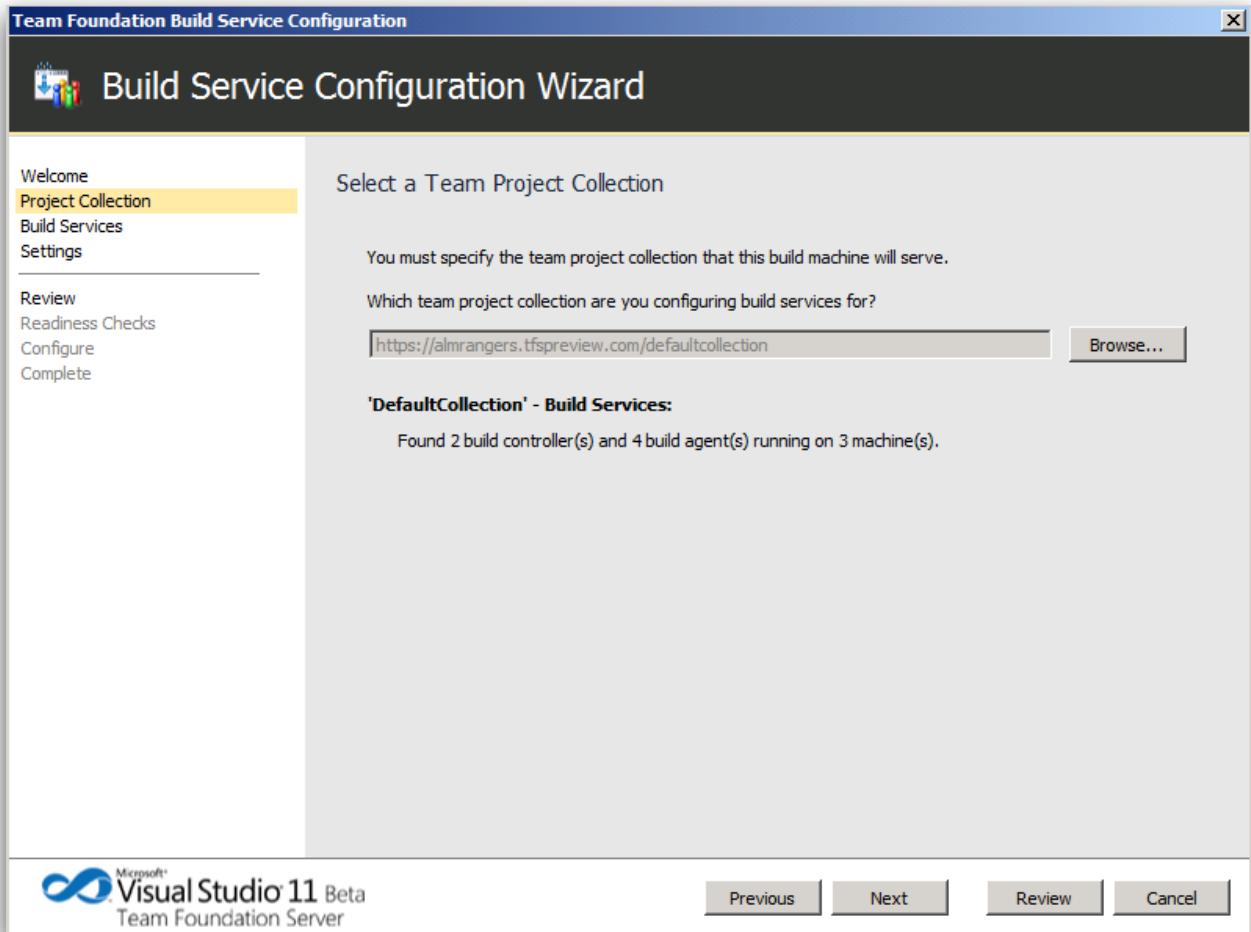 Team Foundation Build Service Configuration
Build Service Configuration Wizard
Welcome
Project Collection
Build Services
Settings
Review
Readiness Checks
Configure
Complete
Select a Team Project Collection
You must specify the team project collection that this build machine will serve.
Which team project collection are you configuring build services for?
https://almrangers.tfspreview.com/defaultcollection
Browse...
'DefaultCollection' - Build Services:
Found 2 build controller(s) and 4 build agent(s) running on 3 machine(s).
Microsoft
Visual Studio 11 Beta
Team Foundation Server
Previous
Next
Review
Cancel